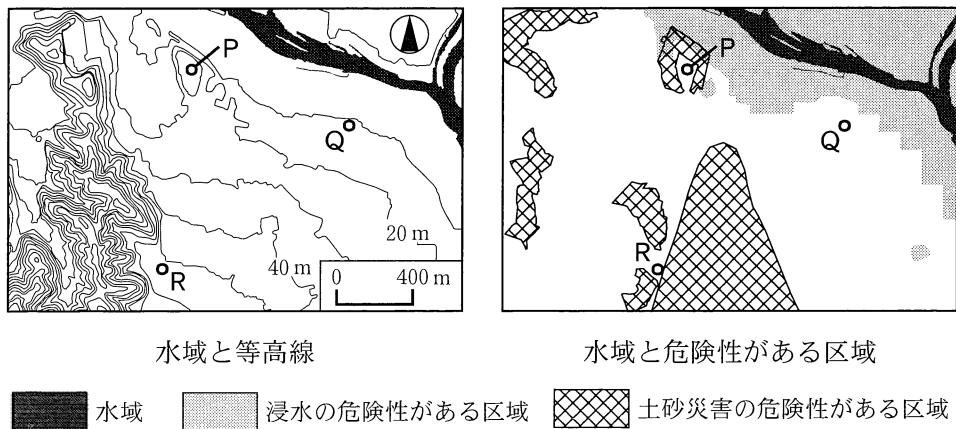 P
Q
R
20 m
40 m
0 400 m
水域と等高線
P
Q
R
水域と危険性がある区域
水域
浸水の危険性がある区域
土砂災害の危険性がある区域